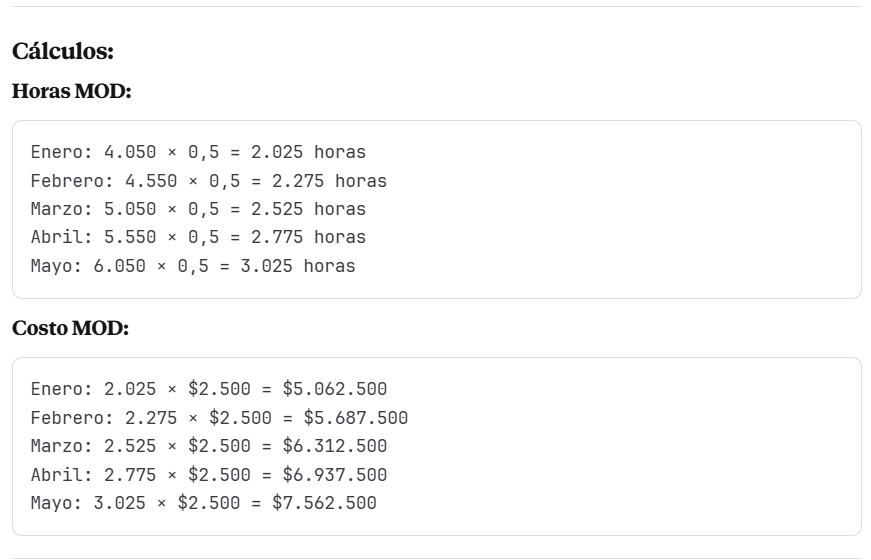 Cálculos:
Horas MOD:
Enero: 4.050 × 0,5 = 2.025 horas
Febrero: 4.550 × 0,5 = 2.275 horas
Marzo: 5.050 × 0,5 = 2.525 horas
Abril: 5.550 × 0,5 = 2.775 horas
Mayo: 6.050 × 0,5 = 3.025 horas
Costo MOD:
Enero: 2.025 × $2.500 = $5.062.500
Febrero: 2.275 × $2.500 = $5.687.500
Marzo: 2.525 × $2.500 = $6.312.500
Abril: 2.775 × $2.500 = $6.937.500
Mayo: 3.025 × $2.500 = $7.562.500